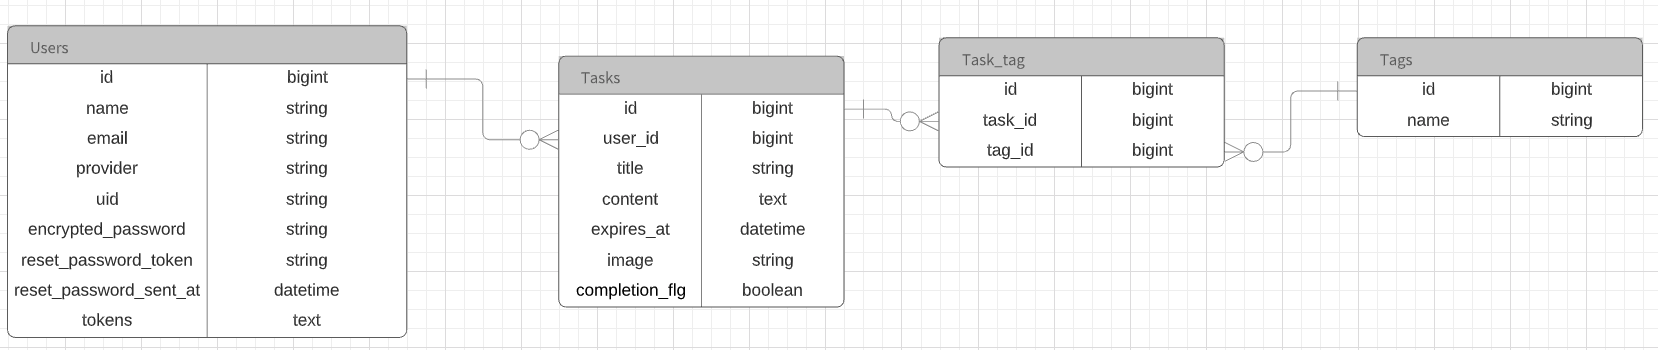 Users
id bigint
name string
email string
provider string
uid string
encrypted_password string
reset_password_token string
reset_password_sent_at datetime
tokens text
Tasks
id bigint
user_id bigint
title string
content text
expires_at datetime
image string
completion_flg boolean
Task_tag
id bigint
task_id bigint
tag_id bigint
Tags
id bigint
name string